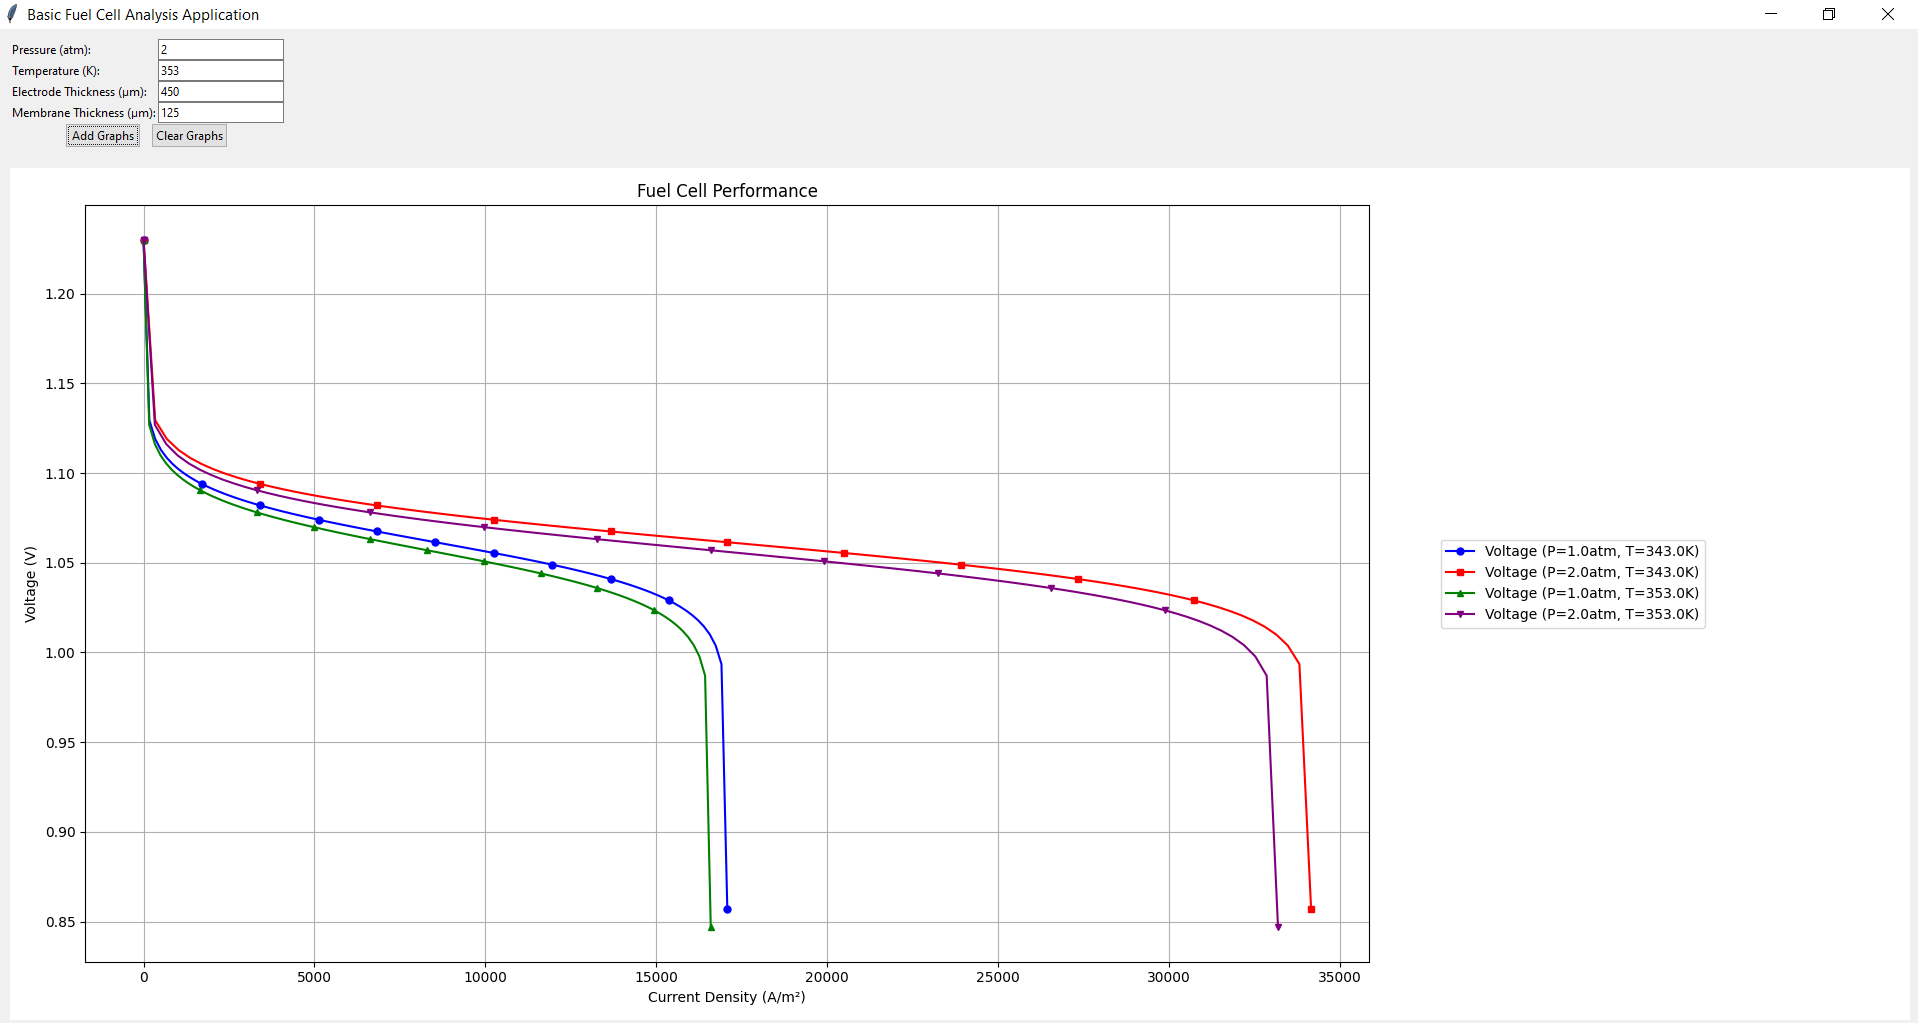 Basic Fuel Cell Analysis Application
Pressure (atm): 2
Temperature (K): 353
Electrode Thickness (μm): 450
Membrane Thickness (μm): 125
Add Graphs Clear Graphs
Fuel Cell Performance
1.20
1.15
1.10
1.05
1.00
0.95
0.90
0.85
Voltage (V)
0 5000 10000 15000 20000 25000 30000 35000
Current Density (A/m²)
Voltage (P=1.0atm, T=343.0K)
Voltage (P=2.0atm, T=343.0K)
Voltage (P=1.0atm, T=353.0K)
Voltage (P=2.0atm, T=353.0K)